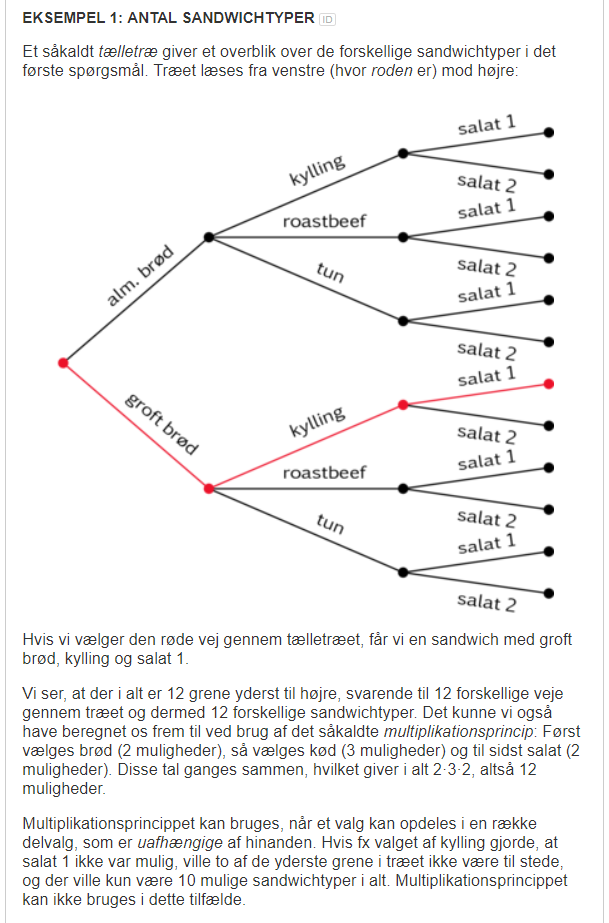 EKSEMPEL 1: ANTAL SANDWICHTYPER ID
Et såkaldt tælletræ giver et overblik over de forskellige sandwichtyper i det
første spørgsmål. Træet læses fra venstre (hvor roden er) mod højre:
salat 1
kylling
salat 2
salat 1
roastbeef
alm. brød
tun
salat 2
salat 1
salat 2
salat 1
groft brød
kylling
salat 2
salat 1
roastbeef
salat 2
tun
salat 1
salat 2
Hvis vi vælger den røde vej gennem tælletræet, får vi en sandwich med groft
brød, kylling og salat 1.
Vi ser, at der i alt er 12 grene yderst til højre, svarende til 12 forskellige veje
gennem træet og dermed 12 forskellige sandwichtyper. Det kunne vi også
have beregnet os frem til ved brug af det såkaldte multiplikationsprincip: Først
vælges brød (2 muligheder), så vælges kød (3 muligheder) og til sidst salat (2
muligheder). Disse tal ganges sammen, hvilket giver i alt 2·3·2, altså 12
muligheder.
Multiplikationsprincippet kan bruges, når et valg kan opdeles i en række
delvalg, som er uafhængige af hinanden. Hvis fx valget af kylling gjorde, at
salat 1 ikke var mulig, ville to af de yderste grene i træet ikke være til stede,
og der ville kun være 10 mulige sandwichtyper i alt. Multiplikationsprincippet
kan ikke bruges i dette tilfælde.